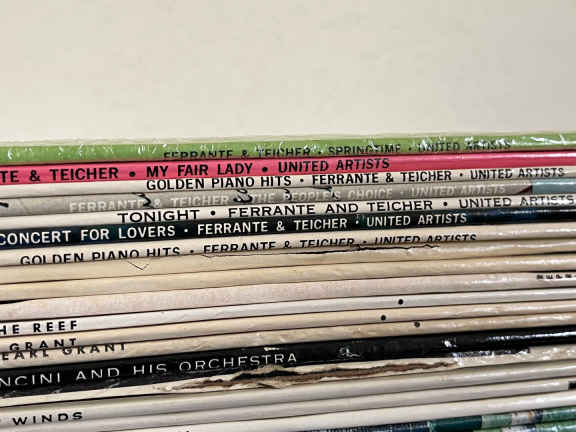 FERRANTE & TEICHER • SPRINGTIME • UNITED ARTISTS
TE & TEICHER • MY FAIR LADY • UNITED ARTISTS
GOLDEN PIANO HITS • FERRANTE & TEICHER • UNITED ARTISTS
FERRANTE & TEICHER THE PEOPLE'S CHOICE • UNITED ARTISTS
TONIGHT • FERRANTE AND TEICHER • UNITED ARTISTS
CONCERT FOR LOVERS • FERRANTE & TEICHER • UNITED ARTISTS
GOLDEN PIANO HITS • FERRANTE & TEICHER • UNITED ARTISTS
HE REEF
GRANT
EARL GRANT
NCINI AND HIS ORCHESTRA
WINDS